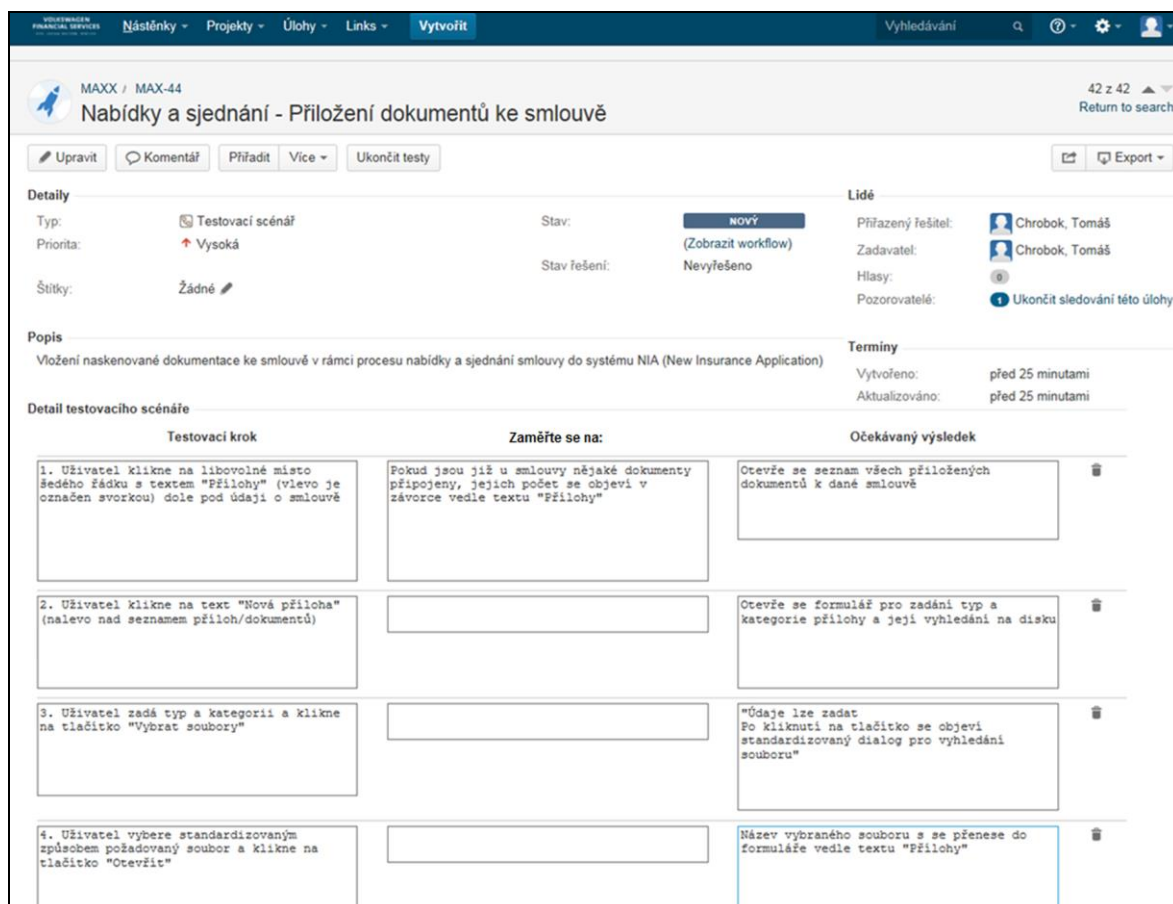 VOLKSWAGEN
FINANCIAL SERVICES
Nástěnky Projekty Úlohy Links Vytvořit Vyhledávání
MAXX / MAX-44
42 z 42
Nabídky a sjednání - Přiložení dokumentů ke smlouvě
Return to search
Upravit Komentář Přiřadit Více Ukončit testy Export
Detaily
Typ: Testovací scénář
Priorita: Vysoká
Štítky: Žádné
Stav: NOVÝ
(Zobrazit workflow)
Stav řešení: Nevyřešeno
Lidé
Přiřazený řešitel: Chrobok, Tomáš
Zadavatel: Chrobok, Tomáš
Hlasy: 0
Pozorovatelé: 1 Ukončit sledování této úlohy
Popis
Vložení naskenované dokumentace ke smlouvě v rámci procesu nabídky a sjednání smlouvy do systému NIA (New Insurance Application)
Termíny
Vytvořeno: před 25 minutami
Aktualizováno: před 25 minutami
Detail testovacího scénáře
Testovací krok Zaměřte se na: Očekávaný výsledek
1. Uživatel klikne na libovolné místo
šedého řádku s textem "Přílohy" (vlevo je
označen svorkou) dole pod údaji o smlouvě
Pokud jsou již u smlouvy nějaké dokumenty
připojeny, jejich počet se objeví v
závorce vedle textu "Přílohy"
Otevře se seznam všech přiložených
dokumentů k dané smlouvě
2. Uživatel klikne na text "Nová příloha"
(nalevo nad seznamem příloh/dokumentů)
Otevře se formulář pro zadání typ a
kategorie přílohy a její vyhledání na disku
3. Uživatel zadá typ a kategorii a klikne
na tlačítko "Vybrat soubory"
"Údaje lze zadat
Po kliknutí na tlačítko se objeví
standardizovaný dialog pro vyhledání
souboru"
4. Uživatel vybere standardizovaným
způsobem požadovaný soubor a klikne na
tlačítko "Otevřít"
Název vybraného souboru s se přenese do
formuláře vedle textu "Přílohy"